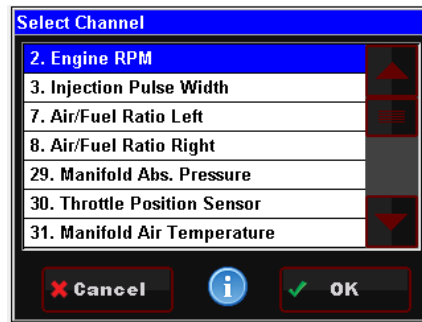 Select Channel
2. Engine RPM
3. Injection Pulse Width
7. Air/Fuel Ratio Left
8. Air/Fuel Ratio Right
29. Manifold Abs. Pressure
30. Throttle Position Sensor
31. Manifold Air Temperature
Cancel i OK